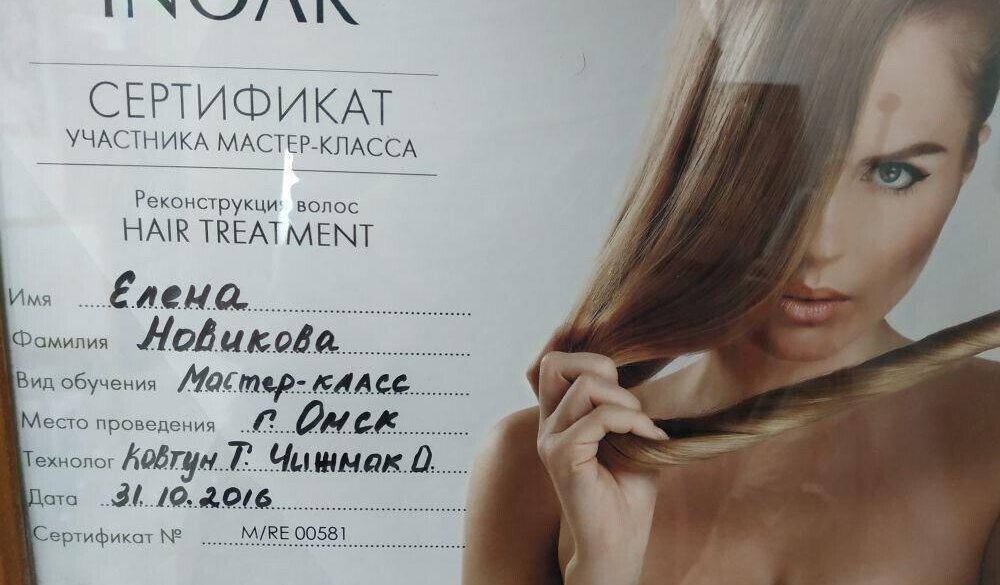 INOAR
СЕРТИФИКАТ
УЧАСТНИКА МАСТЕР-КЛАССА
Реконструкция волос
HAIR TREATMENT
Имя Елена
Фамилия Новикова
Вид обучения Мастер-класс
Место проведения г. Омск
Технолог Ковтун Т. Чижмак О.
Дата 31.10.2016
Сертификат № M/RE 00581